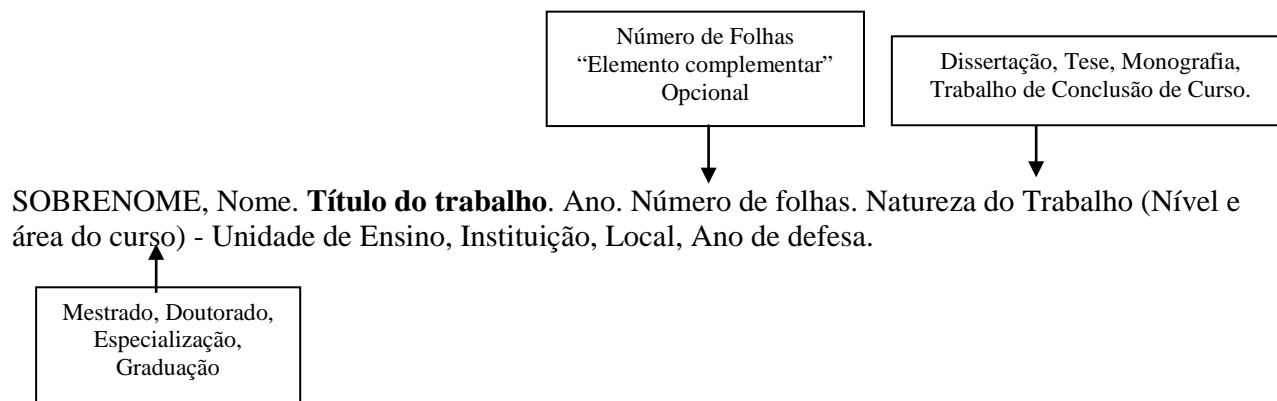 Número de Folhas
“Elemento complementar”
Opcional
Dissertação, Tese, Monografia,
Trabalho de Conclusão de Curso.
SOBRENOME, Nome. Título do trabalho. Ano. Número de folhas. Natureza do Trabalho (Nível e
área do curso) - Unidade de Ensino, Instituição, Local, Ano de defesa.
Mestrado, Doutorado,
Especialização,
Graduação